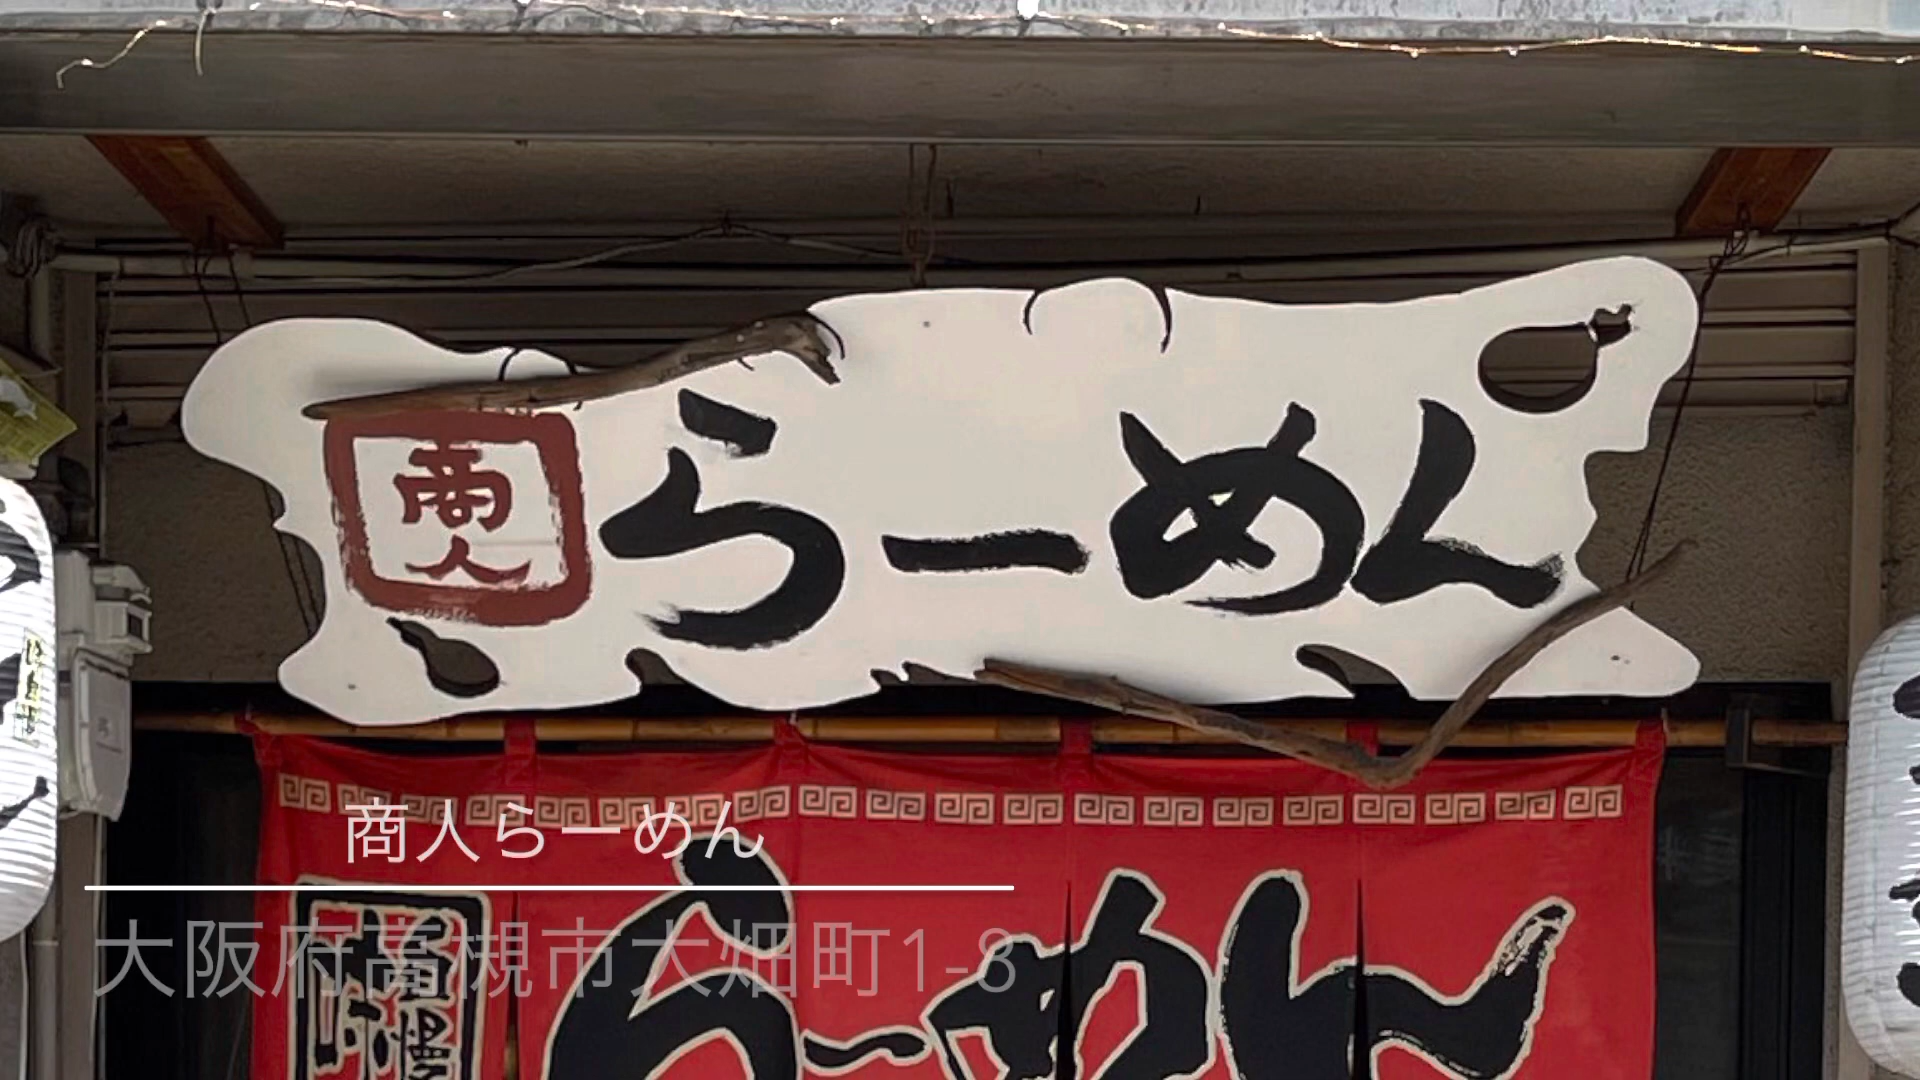 商人
らーめん
商人らーめん
大阪府高槻市大畑町1-8
らーめん